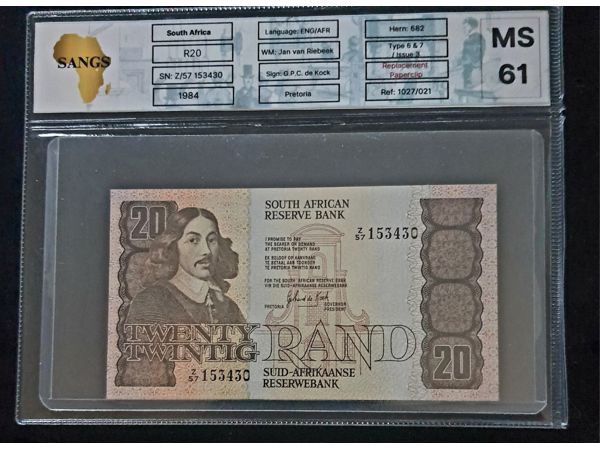 SANGS
South Africa
R20
SN: Z/57 153430
1984
Language: ENG/AFR
WM: Jan van Riebeek
Sign: G.P.C. de Kock
Pretoria
Hern: 682
Type 6 & 7
/ Issue 3
Replacement
Paperclip
Ref: 1027/021
MS
61
20
SOUTH AFRICAN
RESERVE BANK
Z/57 153430
I PROMISE TO PAY
THE BEARER ON DEMAND
AT PRETORIA TWENTY RAND
EK BELOOF OM AAN
TE BETAAL AAN TOONDER
TE PRETORIA TWINTIG RAND
FOR THE SOUTH AFRICAN RESERVE BANK
VIR DIE SUID-AFRIKAANSE RESERWEBANK
PRETORIA
GOVERNOR
PRESIDENT
TWENTY
TWINTIG RAND
Z/57 153430
SUID-AFRIKAANSE
RESERWEBANK
20